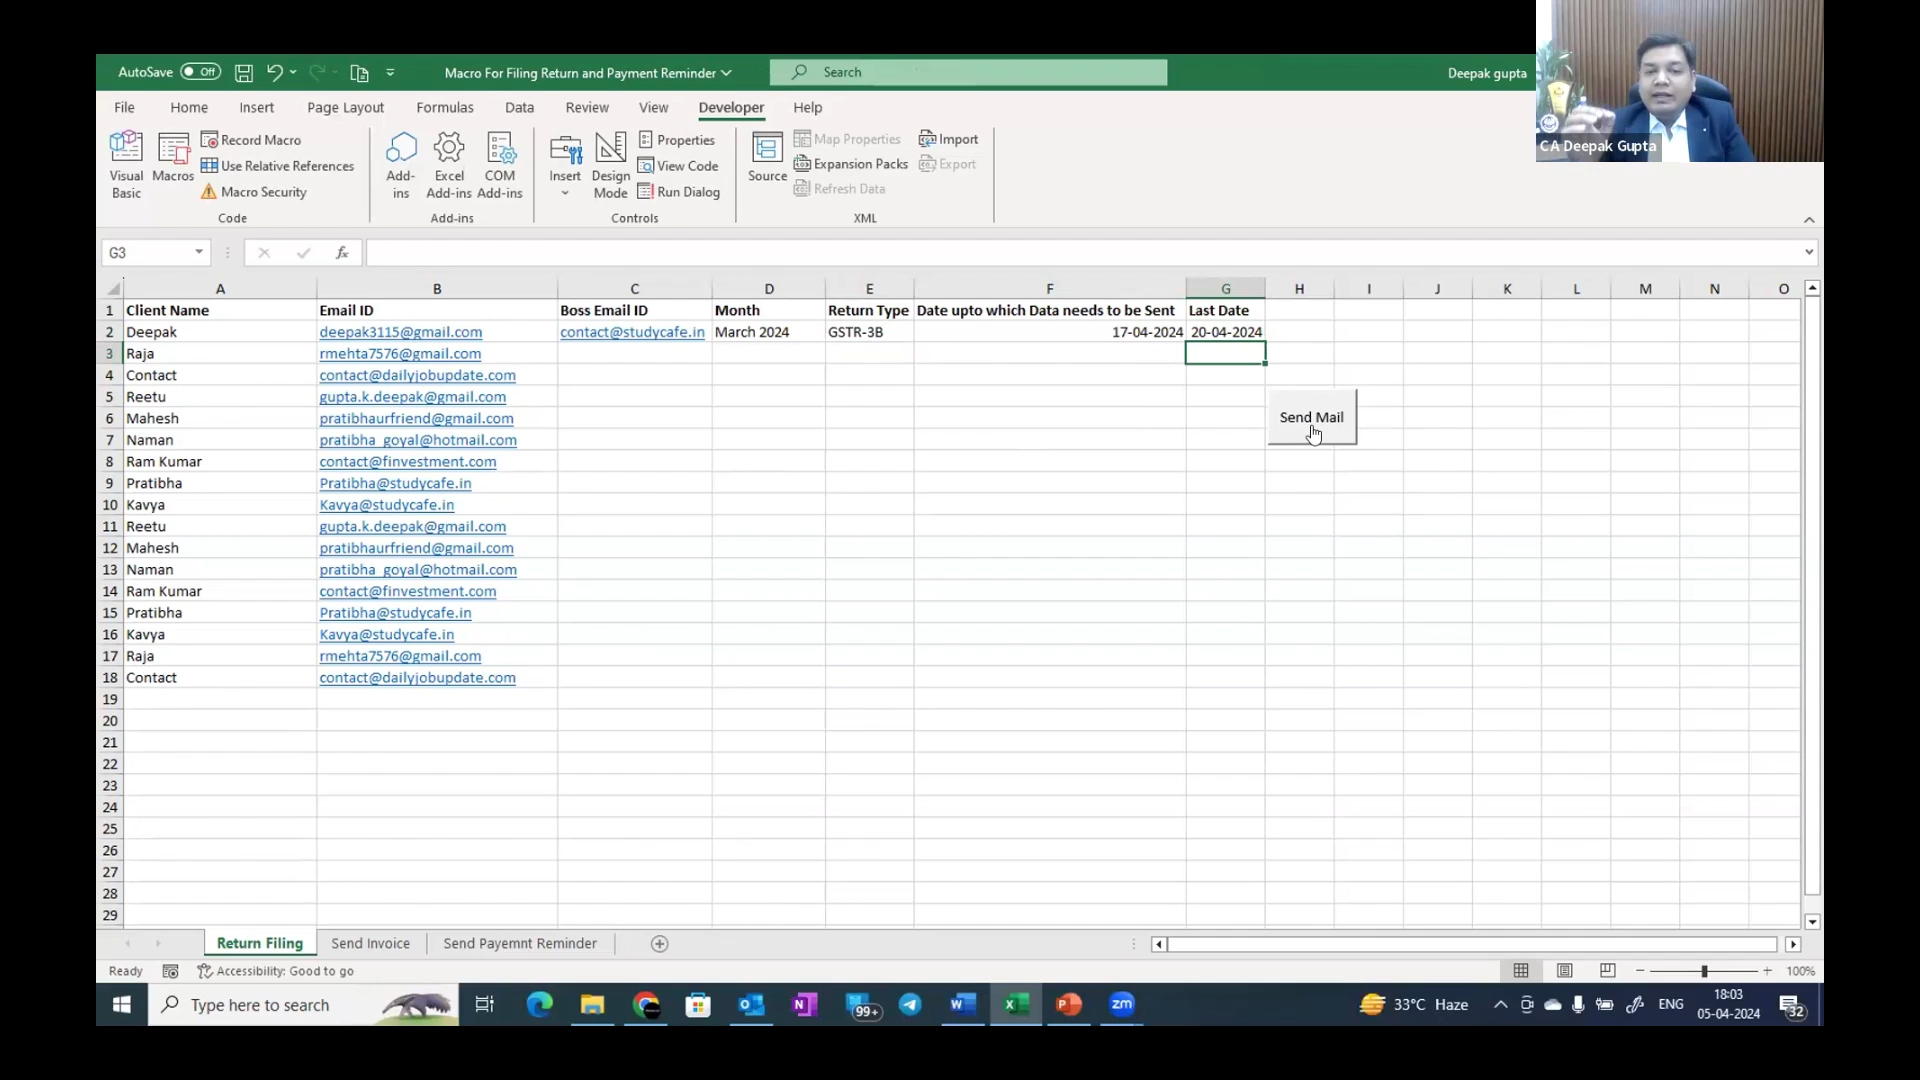 AutoSave Off Macro For Filing Return and Payment Reminder Search Deepak gupta
CA Deepak Gupta
File Home Insert Page Layout Formulas Data Review View Developer Help
Visual Basic
Macros
Record Macro
Use Relative References
Macro Security
Code
Add-ins
Excel Add-ins
COM Add-ins
Add-ins
Insert
Design Mode
Properties
View Code
Run Dialog
Controls
Source
Map Properties
Expansion Packs
Refresh Data
Import
Export
XML
G3 fx
A B C D E F G H I J K L M N O
1 Client Name Email ID Boss Email ID Month Return Type Date upto which Data needs to be Sent Last Date
2 Deepak deepak3115@gmail.com contact@studycafe.in March 2024 GSTR-3B 17-04-2024 20-04-2024
3 Raja rmehta7576@gmail.com
4 Contact contact@dailyjobupdate.com
5 Reetu gupta.k.deepak@gmail.com
6 Mahesh pratibhaurfriend@gmail.com
7 Naman pratibha_goyal@hotmail.com
8 Ram Kumar contact@finvestment.com
9 Pratibha Pratibha@studycafe.in
10 Kavya Kavya@studycafe.in
11 Reetu gupta.k.deepak@gmail.com
12 Mahesh pratibhaurfriend@gmail.com
13 Naman pratibha_goyal@hotmail.com
14 Ram Kumar contact@finvestment.com
15 Pratibha Pratibha@studycafe.in
16 Kavya Kavya@studycafe.in
17 Raja rmehta7576@gmail.com
18 Contact contact@dailyjobupdate.com
19
20
21
22
23
24
25
26
27
28
29
Send Mail
Return Filing Send Invoice Send Payemnt Reminder
Ready Accessibility: Good to go 100%
Type here to search 99+ zm 33°C Haze ENG 18:03
05-04-2024 32